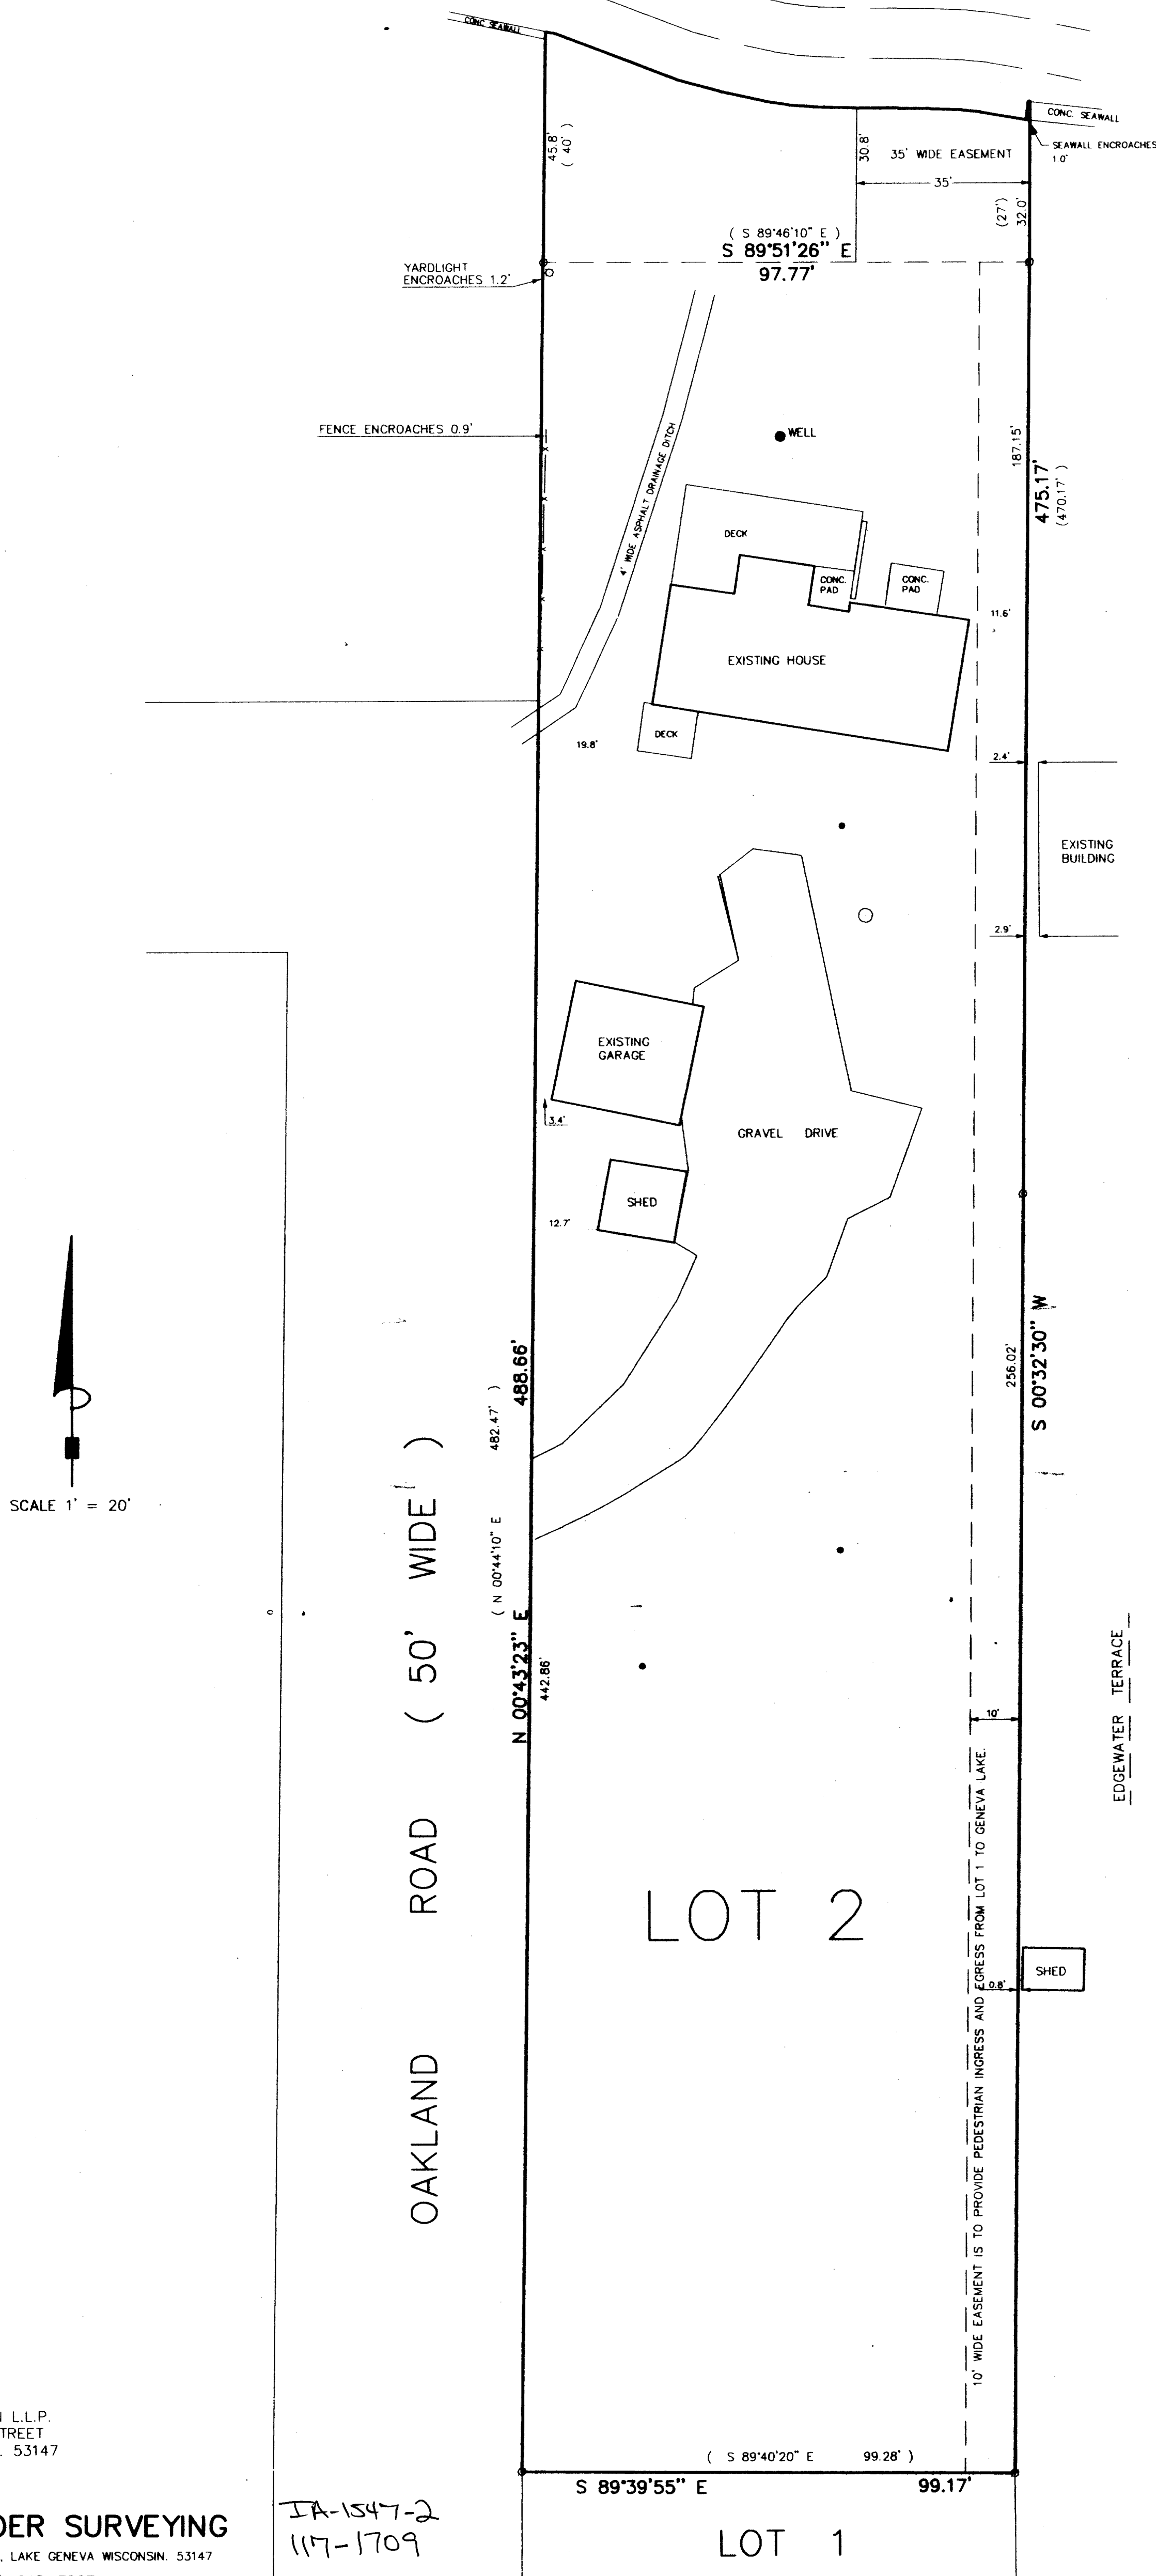 CONC SEAWALL
CONC. SEAWALL
SEAWALL ENCROACHES
1.0'
45.8'
( 40' )
30.8'
35' WIDE EASEMENT
35'
(27')
32.0'
( S 89°46'10" E )
S 89°51'26" E
97.77'
YARDLIGHT
ENCROACHES 1.2'
FENCE ENCROACHES 0.9'
4' WIDE ASPHALT DRAINAGE DITCH
WELL
187.15'
475.17'
(470.17' )
DECK
CONC.
PAD
CONC.
PAD
11.6'
EXISTING HOUSE
DECK
19.8'
2.4'
EXISTING
BUILDING
2.9'
EXISTING
GARAGE
3.4'
GRAVEL DRIVE
SHED
12.7'
SCALE 1' = 20'
OAKLAND ROAD ( 50' WIDE )
( N 00°44'10" E 482.47' )
N 00°43'23" E 488.66'
442.86'
256.02'
S 00°32'30" W
10'
10' WIDE EASEMENT IS TO PROVIDE PEDESTRIAN INGRESS AND EGRESS FROM LOT 1 TO GENEVA LAKE.
EDGEWATER TERRACE
LOT 2
SHED
0.8'
( S 89°40'20" E 99.28' )
S 89°39'55" E 99.17'
LOT 1
L.L.P.
TREET
. 53147
DER SURVEYING
, LAKE GENEVA WISCONSIN. 53147
IA-1547-2
117-1709